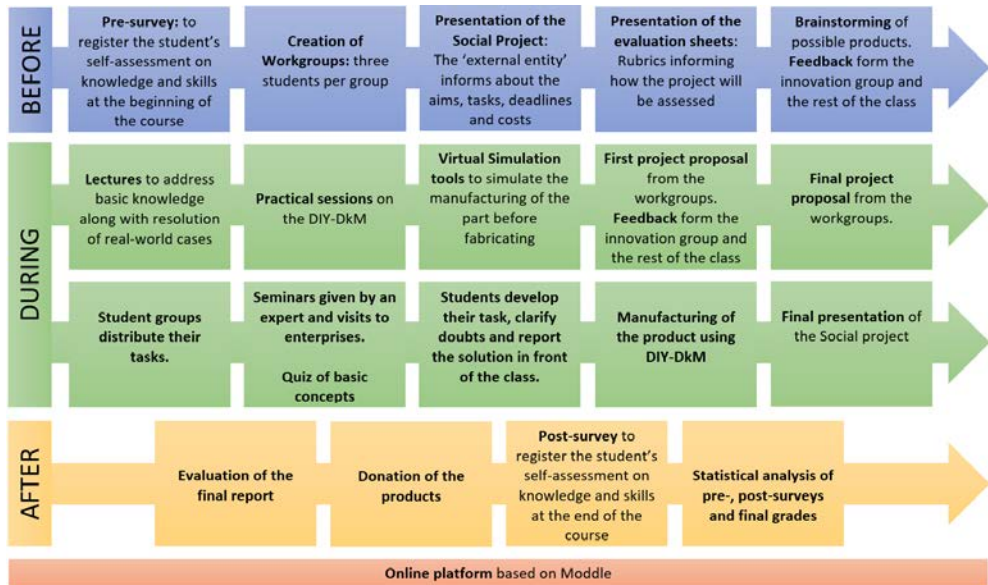 BEFORE
Pre-survey: to
register the student's
self-assessment on
knowledge and skills
at the beginning of
the course
Creation of
Workgroups: three
students per group
Presentation of the
Social Project:
The 'external entity'
informs about the
aims, tasks, deadlines
and costs
Presentation of the
evaluation sheets:
Rubrics informing
how the project will
be assessed
Brainstorming of
possible products.
Feedback form the
innovation group and
the rest of the class
DURING
Lectures to address
basic knowledge
along with resolution
of real-world cases
Practical sessions on
the DIY-DkM
Virtual Simulation
tools to simulate the
manufacturing of the
part before
fabricating
First project proposal
from the
workgroups.
Feedback form the
innovation group and
the rest of the class
Final project
proposal from the
workgroups.
Student groups
distribute their
tasks.
Seminars given by an
expert and visits to
enterprises.
Quiz of basic
concepts
Students develop
their task, clarify
doubts and report
the solution in front
of the class.
Manufacturing of
the product using
DIY-DkM
Final presentation of
the Social project
AFTER
Evaluation of the
final report
Donation of the
products
Post-survey to
register the student's
self-assessment on
knowledge and skills
at the end of the
course
Statistical analysis of
pre-, post-surveys
and final grades
Online platform based on Moddle